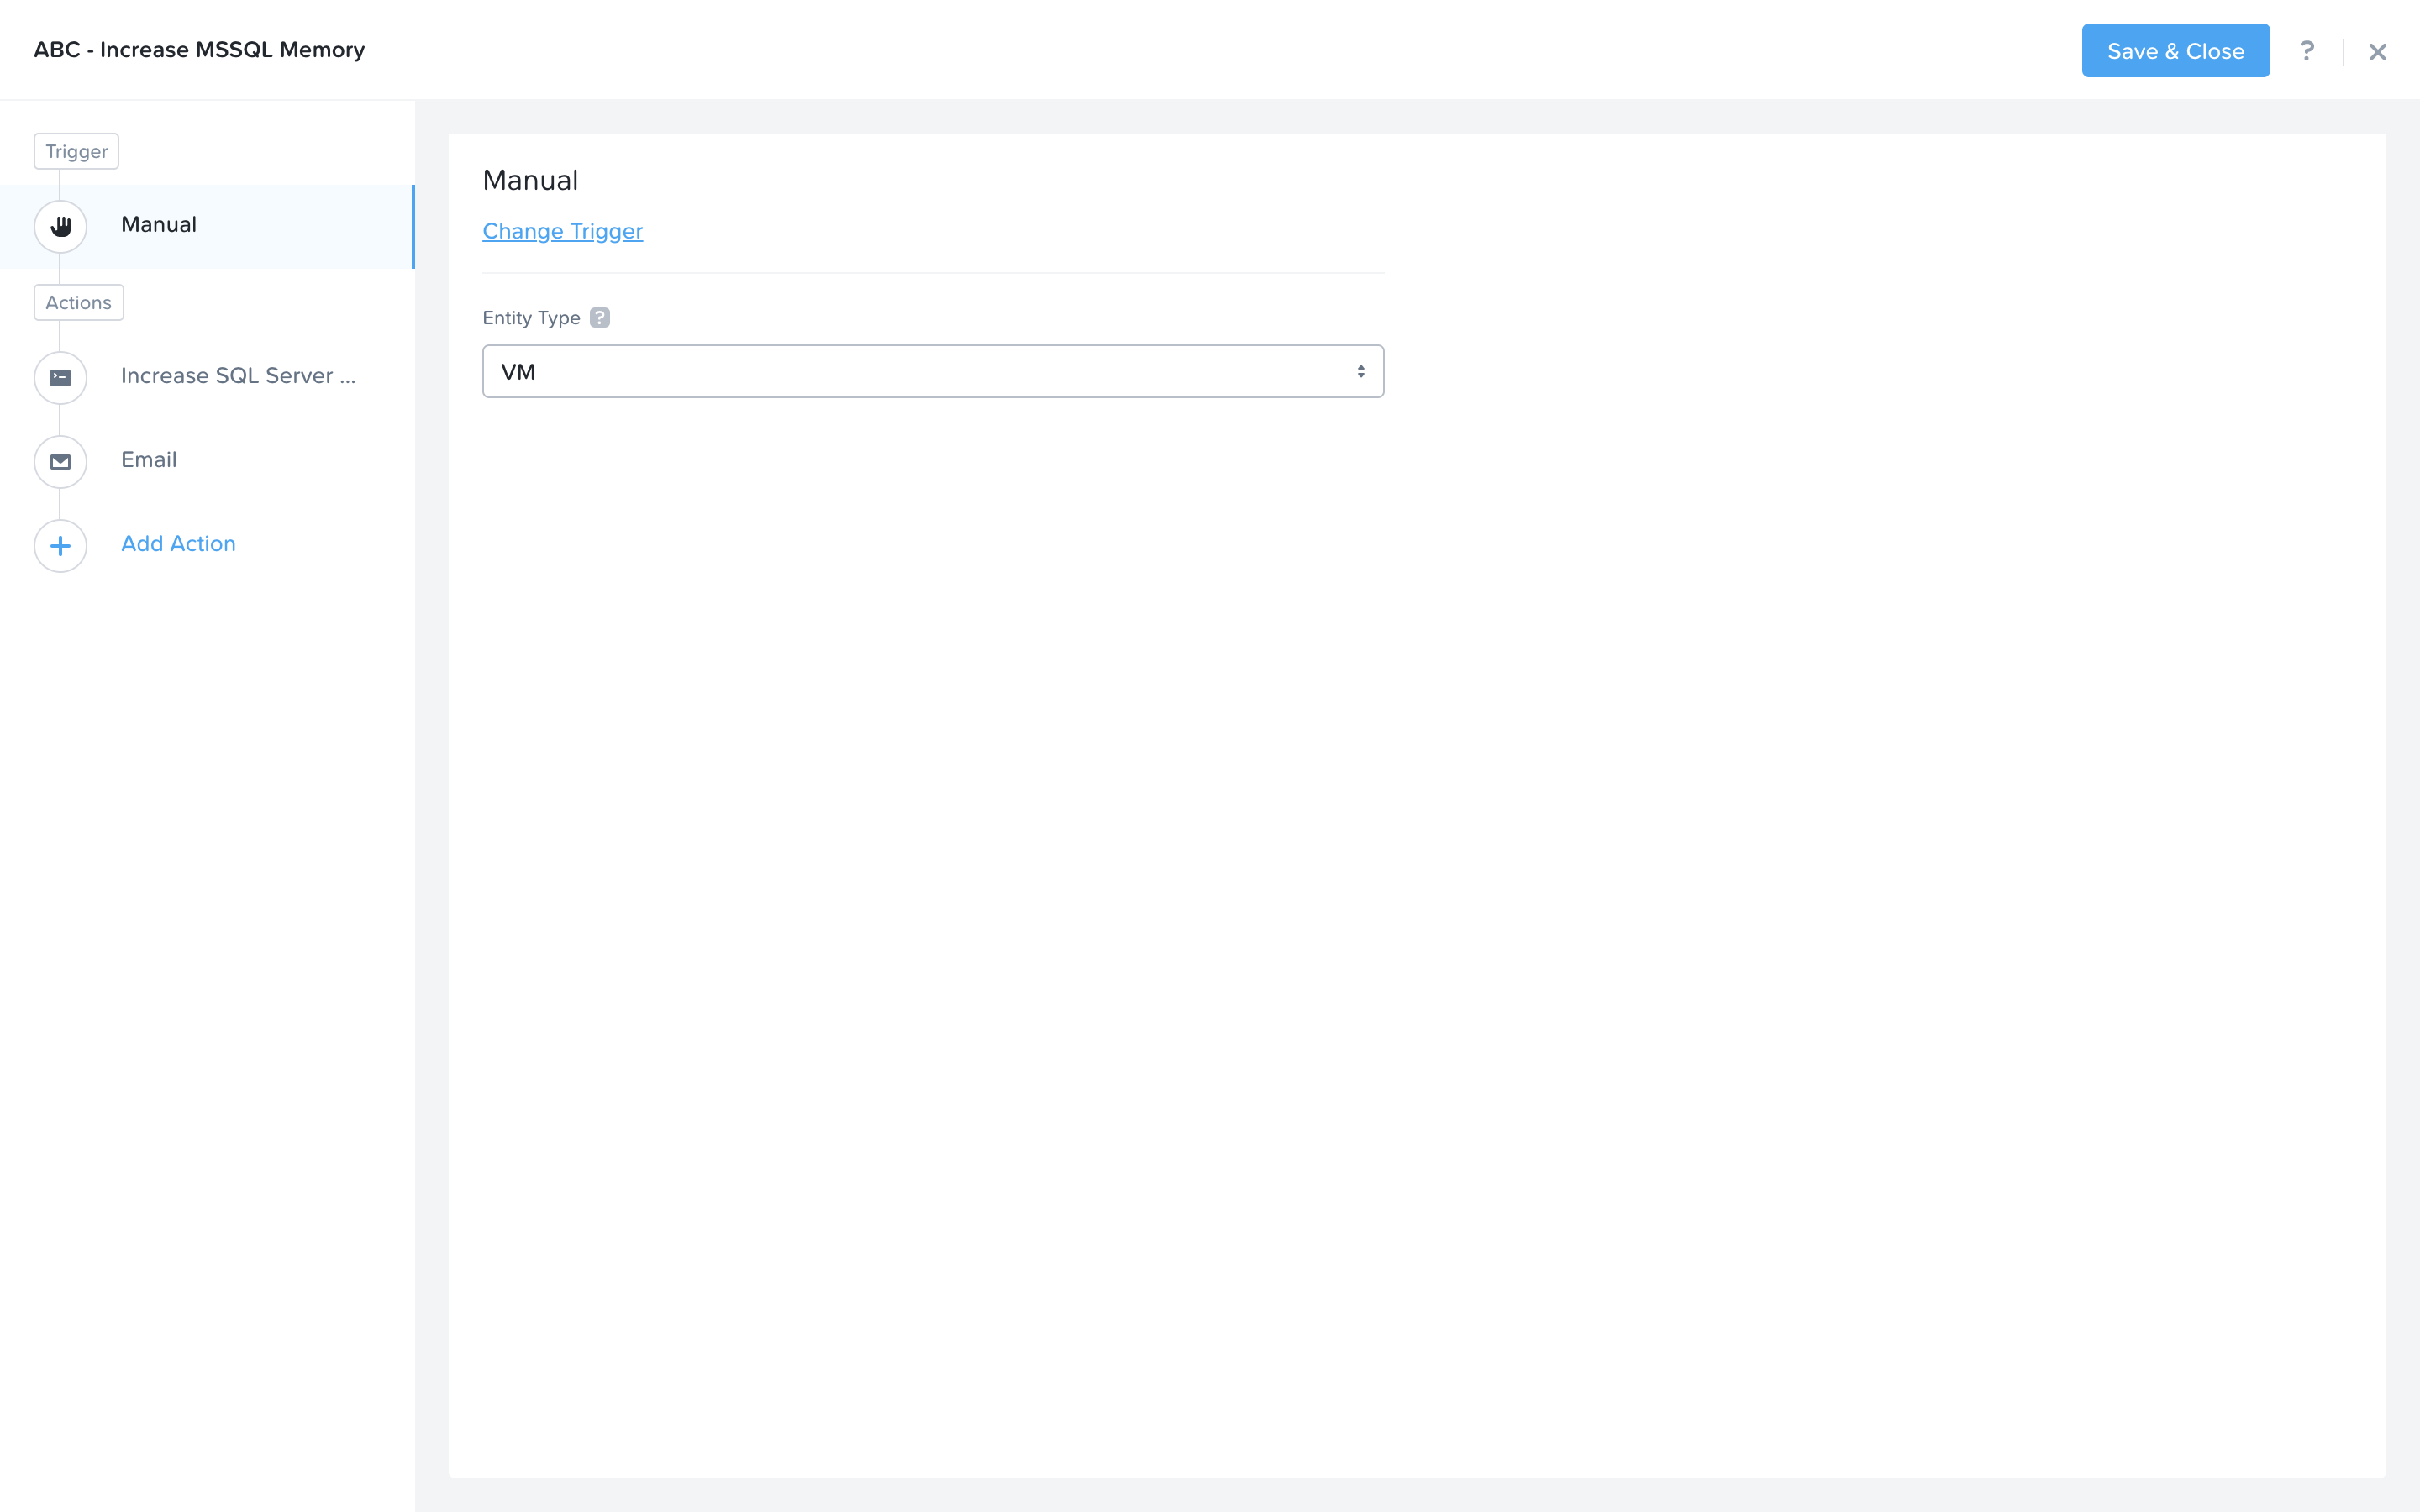 ABC - Increase MSSQL Memory
Save & Close
?
Trigger
Manual
Actions
Increase SQL Server ...
Email
Add Action
Manual
Change Trigger
Entity Type ?
VM